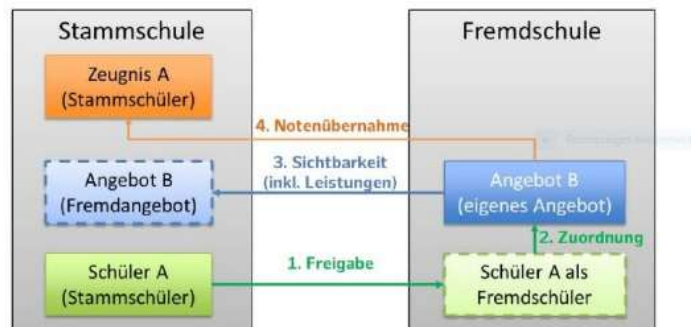 Stammschule
Fremdschule
Zeugnis A
(Stammschüler)
4. Notenübernahme
Angebot B
(Fremdangebot)
3. Sichtbarkeit
(inkl. Leistungen)
Angebot B
(eigenes Angebot)
2. Zuordnung
Schüler A
(Stammschüler)
1. Freigabe
Schüler A als
Fremdschüler